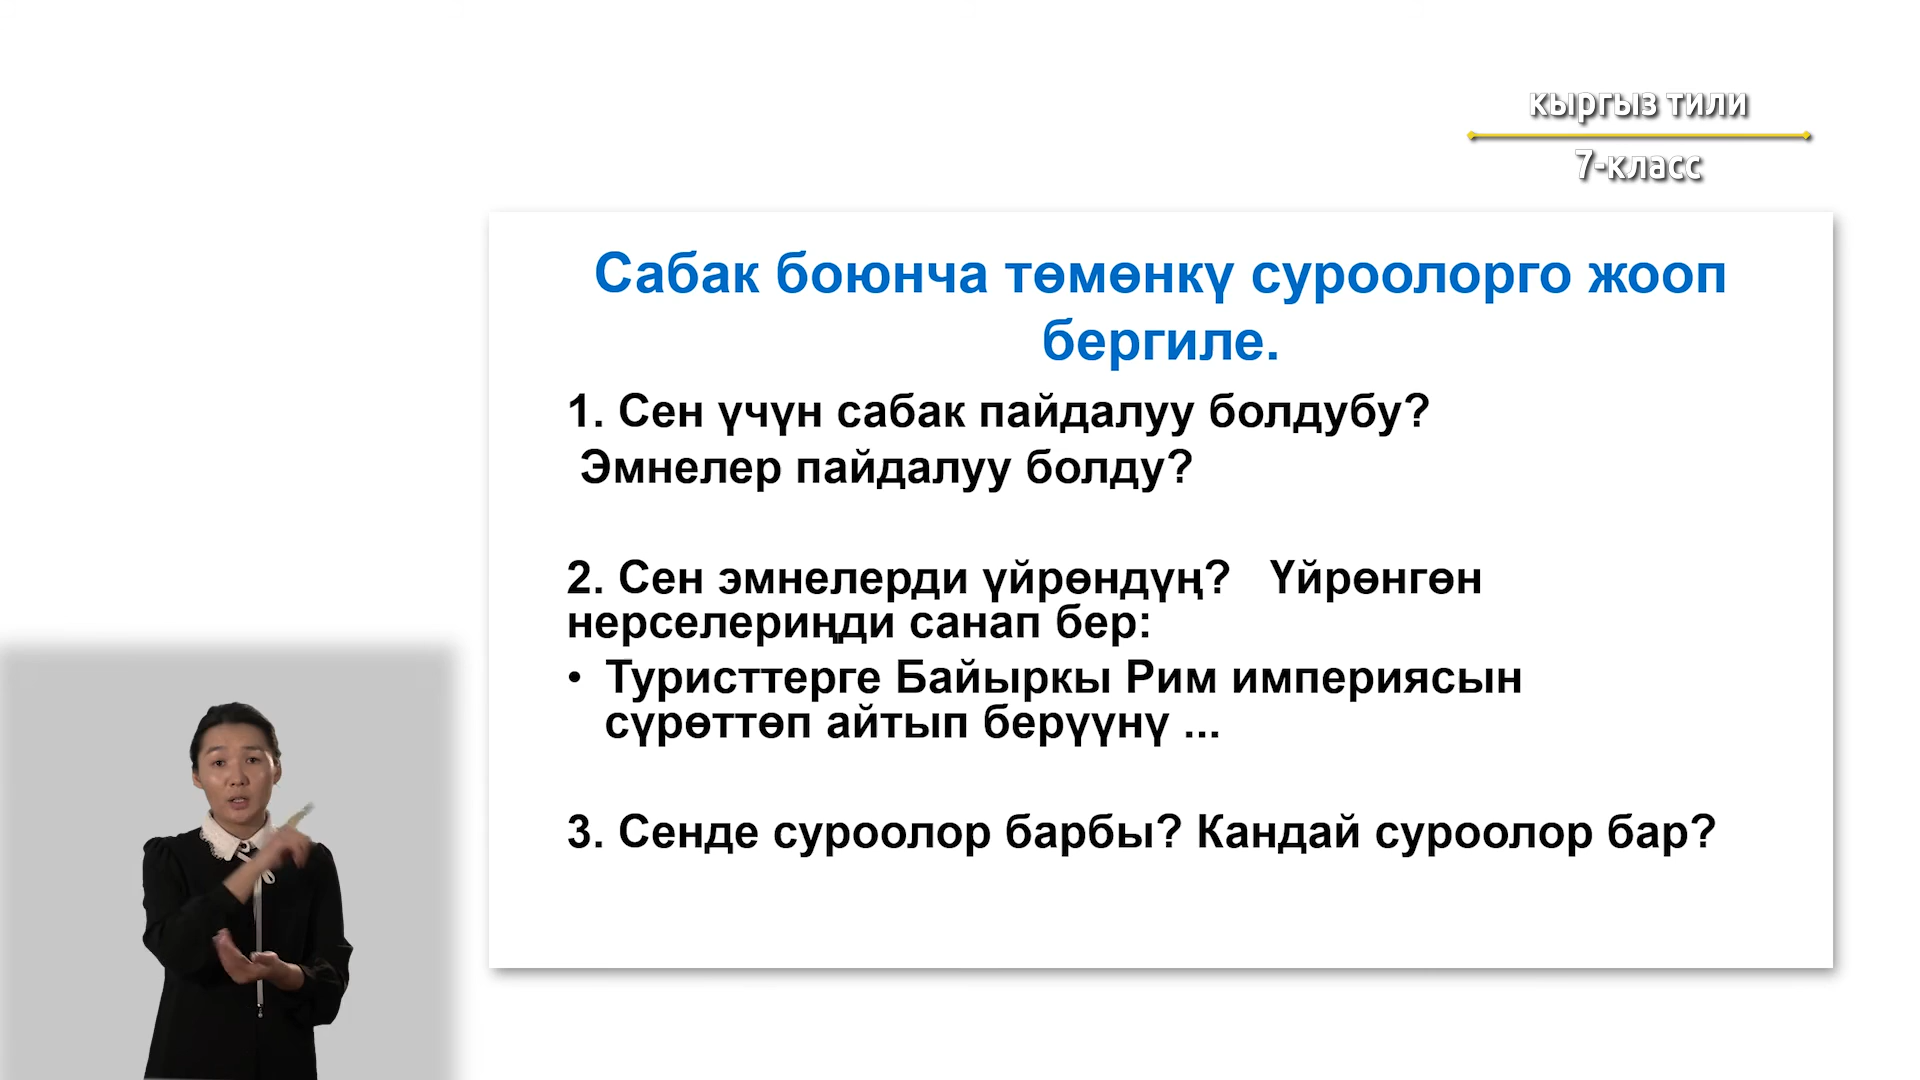 кыргыз тили
7-класс
Сабак боюнча төмөнкү суроолорго жооп
бергиле.
1. Сен үчүн сабак пайдалуу болдубу?
Эмнелер пайдалуу болду?
2. Сен эмнелерди үйрөндүң? Үйрөнгөн
нерселериңди санап бер:
• Туристтерге Байыркы Рим империясын
сүрөттөп айтып берүүнү ...
3. Сенде суроолор барбы? Кандай суроолор бар?